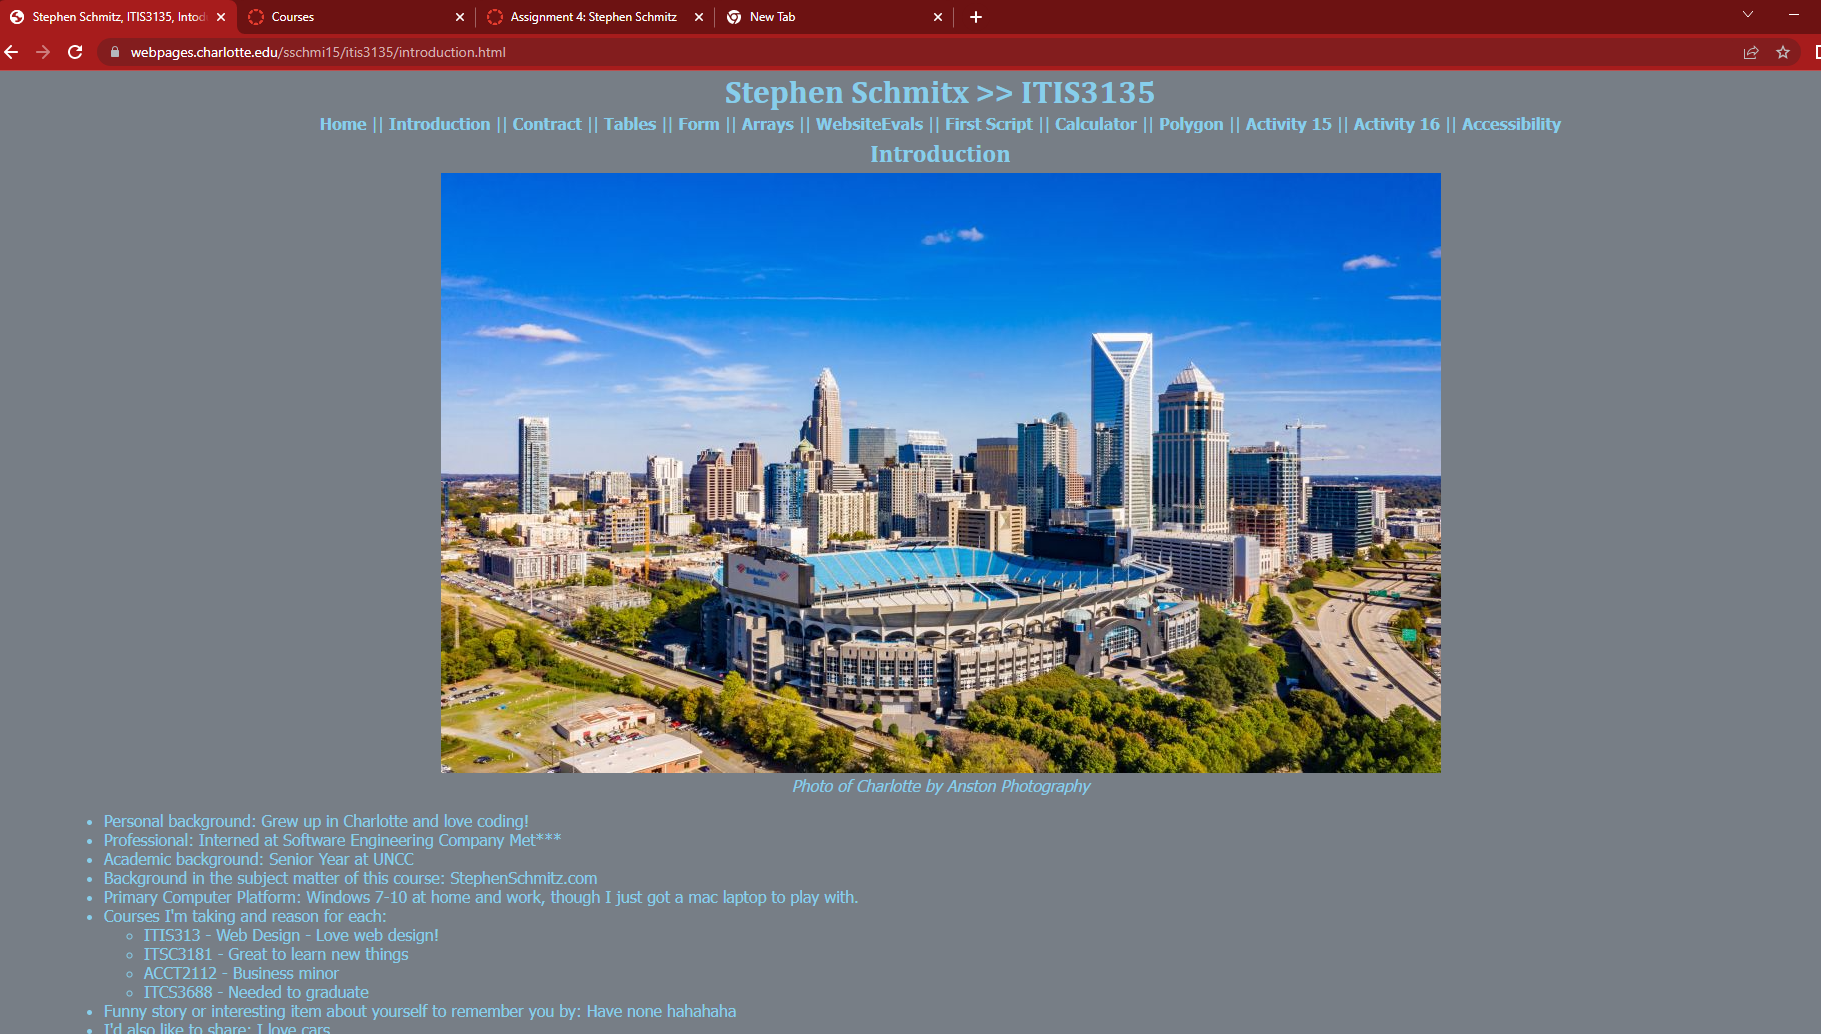 Stephen Schmitz, ITIS3135, Intod
Courses
Assignment 4: Stephen Schmitz
New Tab
webpages.charlotte.edu/sschmi15/itis3135/introduction.html
Stephen Schmitx >> ITIS3135
Home || Introduction || Contract || Tables || Form || Arrays || WebsiteEvals || First Script || Calculator || Polygon || Activity 15 || Activity 16 || Accessibility
Introduction
Photo of Charlotte by Anston Photography
• Personal background: Grew up in Charlotte and love coding!
• Professional: Interned at Software Engineering Company Met***
• Academic background: Senior Year at UNCC
• Background in the subject matter of this course: StephenSchmitz.com
• Primary Computer Platform: Windows 7-10 at home and work, though I just got a mac laptop to play with.
• Courses I'm taking and reason for each:
◦ ITIS313 - Web Design - Love web design!
◦ ITSC3181 - Great to learn new things
◦ ACCT2112 - Business minor
◦ ITCS3688 - Needed to graduate
• Funny story or interesting item about yourself to remember you by: Have none hahahaha
• I'd also like to share: I love cars